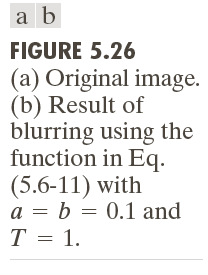 a b
FIGURE 5.26
(a) Original image.
(b) Result of
blurring using the
function in Eq.
(5.6-11) with
a = b = 0.1 and
T = 1.